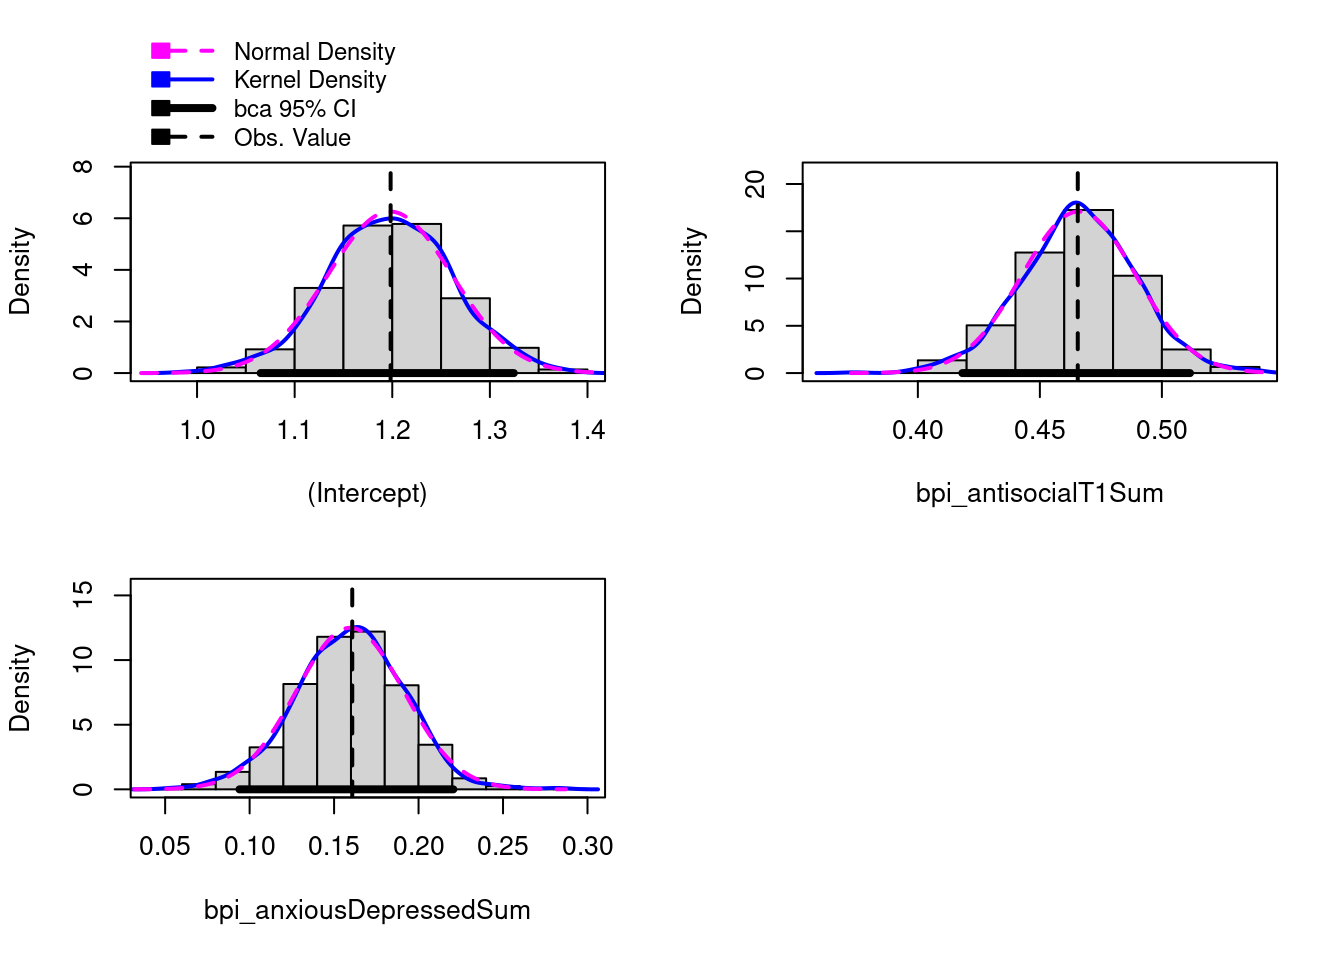 Normal Density
Kernel Density
bca 95% CI
Obs. Value
Density
0 2 4 6 8
1.0 1.1 1.2 1.3 1.4
(Intercept)
Density
0 5 10 20
0.40 0.45 0.50
bpi_antisocialT1Sum
Density
0 5 10 15
0.05 0.10 0.15 0.20 0.25 0.30
bpi_anxiousDepressedSum